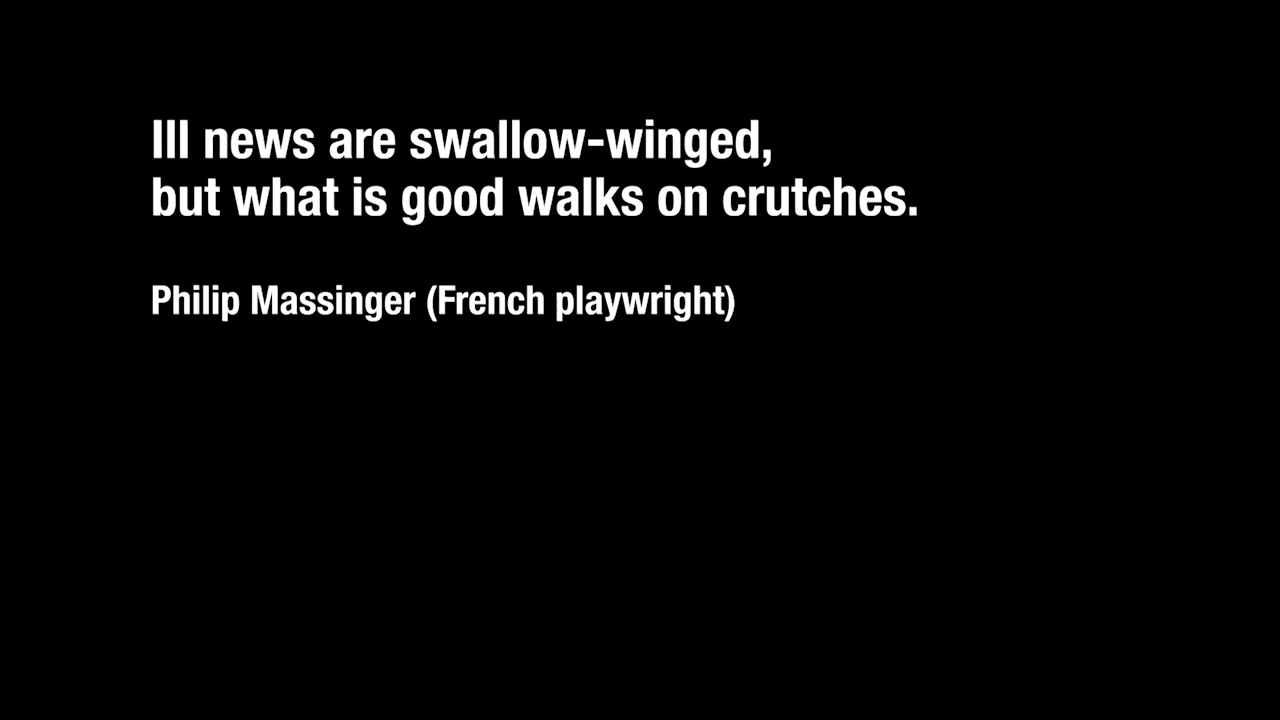 Ill news are swallow-winged,
but what is good walks on crutches.
Philip Massinger (French playwright)